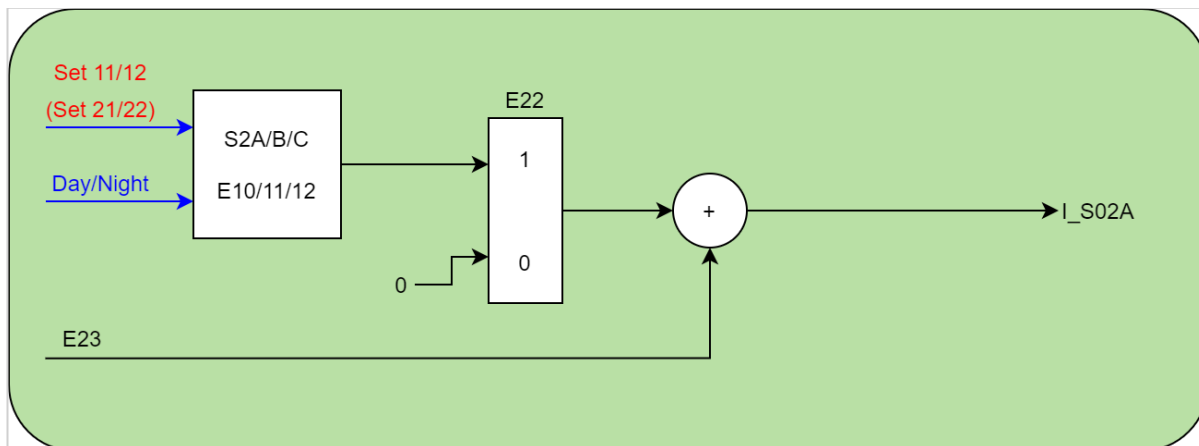 Set 11/12
(Set 21/22)
Day/Night
S2A/B/C
E10/11/12
E22
1
0
0
+
I_S02A
E23